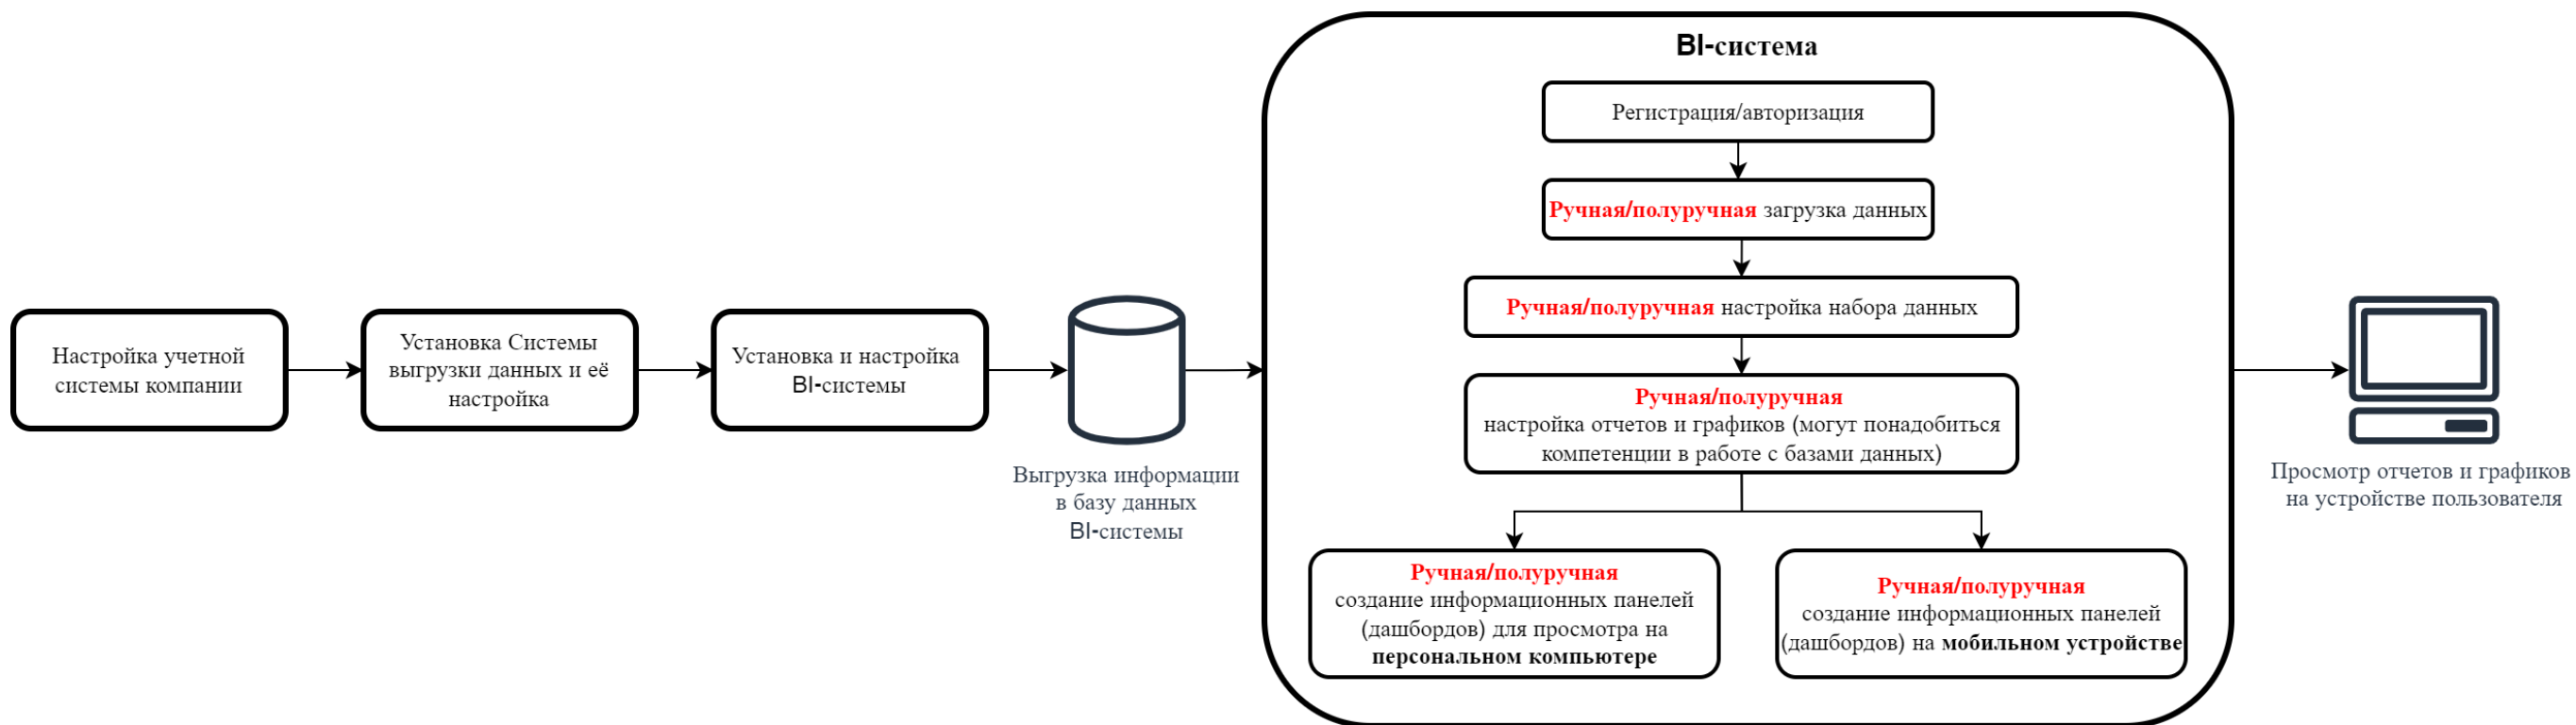 Настройка учетной
системы компании
Установка Системы
выгрузки данных и её
настройка
Установка и настройка
BI-системы
Выгрузка информации
в базу данных
BI-системы
BI-система
Регистрация/авторизация
Ручная/полуручная загрузка данных
Ручная/полуручная настройка набора данных
Ручная/полуручная
настройка отчетов и графиков (могут понадобиться
компетенции в работе с базами данных)
Ручная/полуручная
создание информационных панелей
(дашбордов) для просмотра на
персональном компьютере
Ручная/полуручная
создание информационных панелей
(дашбордов) на мобильном устройстве
Просмотр отчетов и графиков
на устройстве пользователя